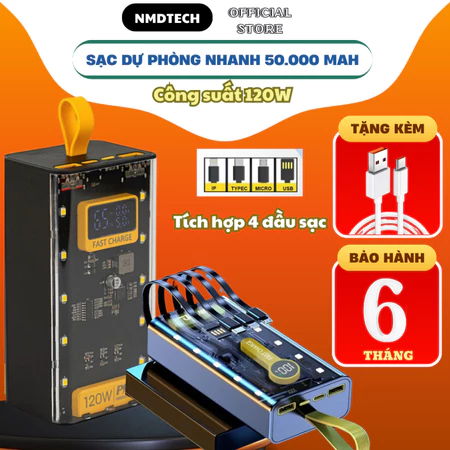 NMDTECH
OFFICIAL
STORE
SẠC DỰ PHÒNG NHANH 50.000 MAH
Công suất 120W
TẶNG KÈM
IP
TYPEC
MICRO
USB
Tích hợp 4 đầu sạc
BẢO HÀNH
6
THÁNG
FAST CHARGE
120W